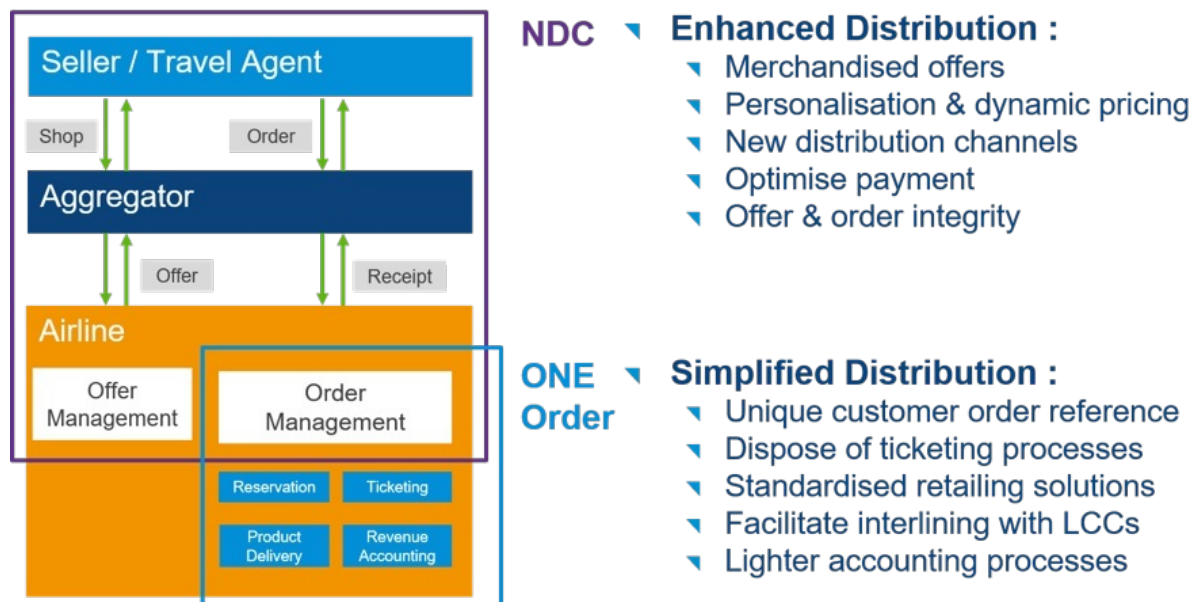 Seller / Travel Agent
Shop
Order
Aggregator
Offer
Receipt
Airline
Offer
Management
Order
Management
Reservation
Ticketing
Product
Delivery
Revenue
Accounting
NDC
Enhanced Distribution :
Merchandised offers
Personalisation & dynamic pricing
New distribution channels
Optimise payment
Offer & order integrity
ONE
Order
Simplified Distribution :
Unique customer order reference
Dispose of ticketing processes
Standardised retailing solutions
Facilitate interlining with LCCs
Lighter accounting processes